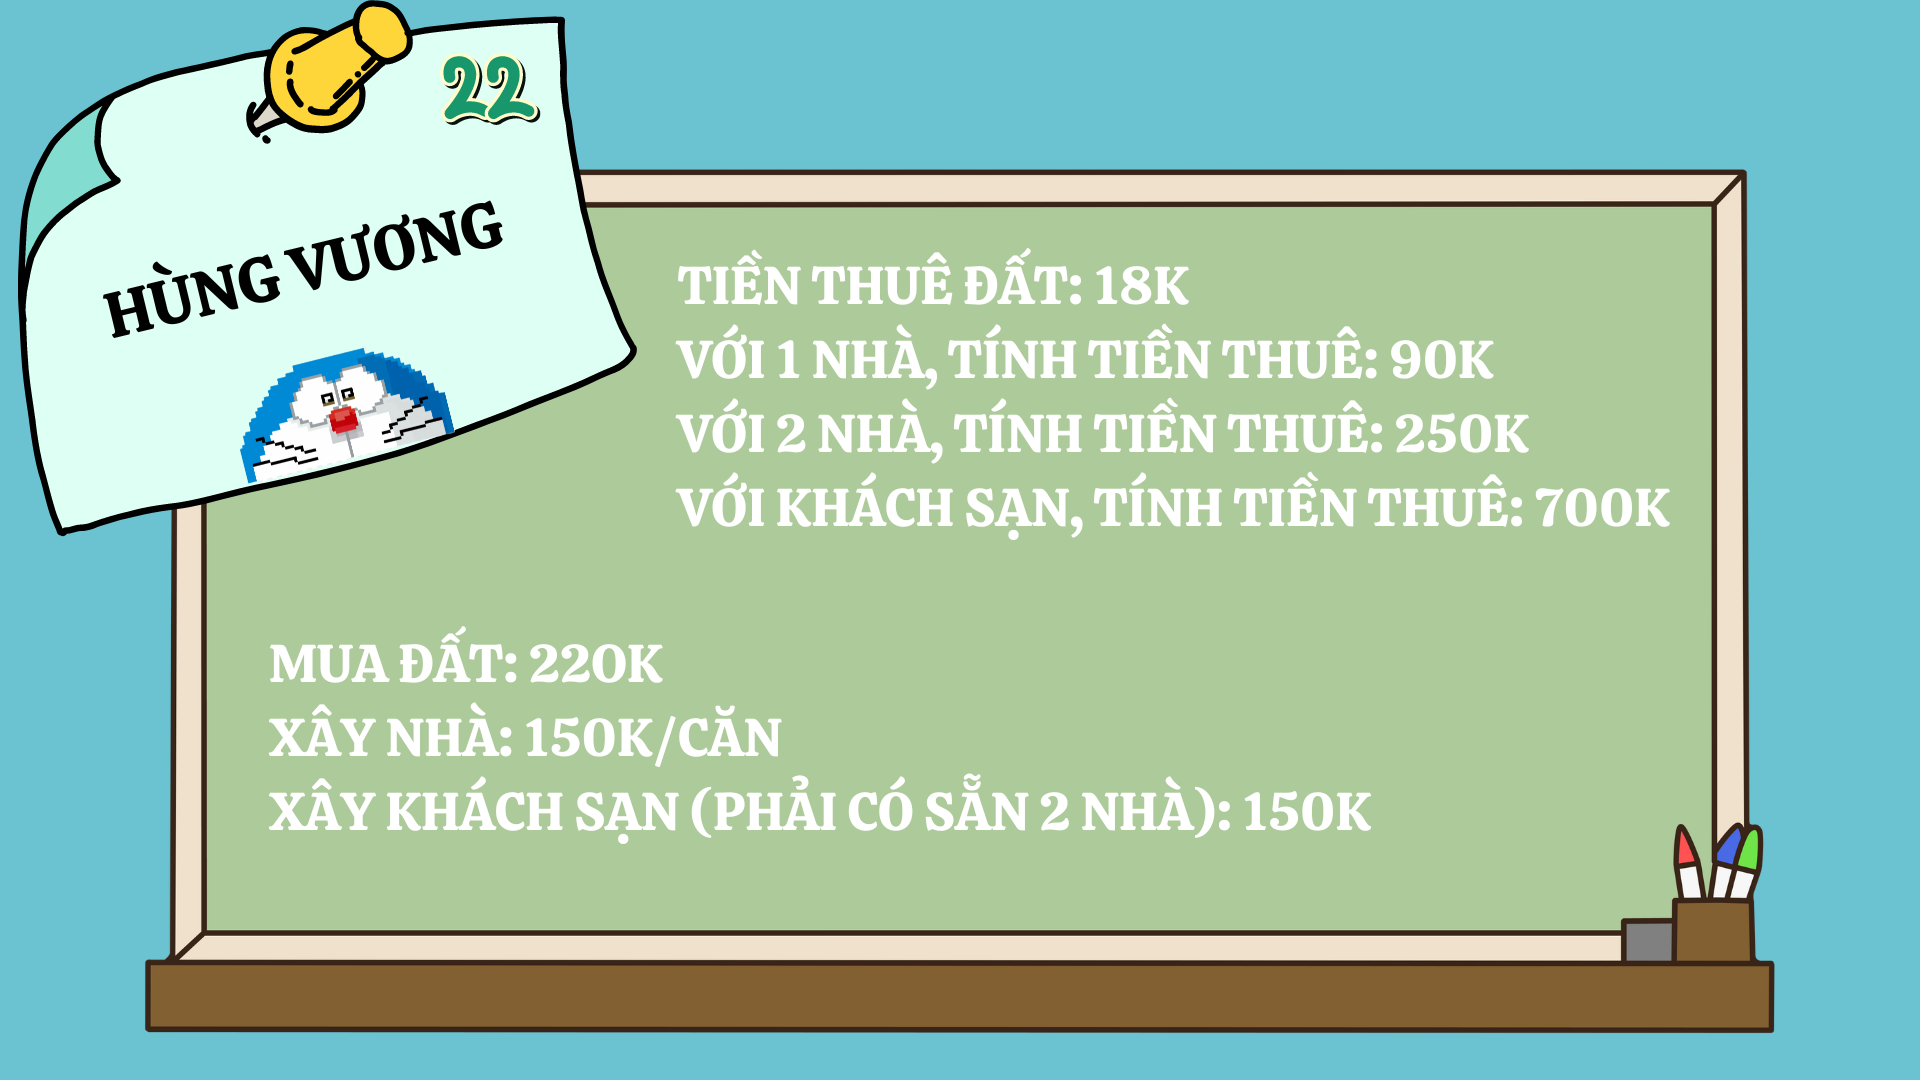 22
HÙNG VƯƠNG
TIỀN THUÊ ĐẤT: 18K
VỚI 1 NHÀ, TÍNH TIỀN THUÊ: 90K
VỚI 2 NHÀ, TÍNH TIỀN THUÊ: 250K
VỚI KHÁCH SẠN, TÍNH TIỀN THUÊ: 700K
MUA ĐẤT: 220K
XÂY NHÀ: 150K/CĂN
XÂY KHÁCH SẠN (PHẢI CÓ SẴN 2 NHÀ): 150K